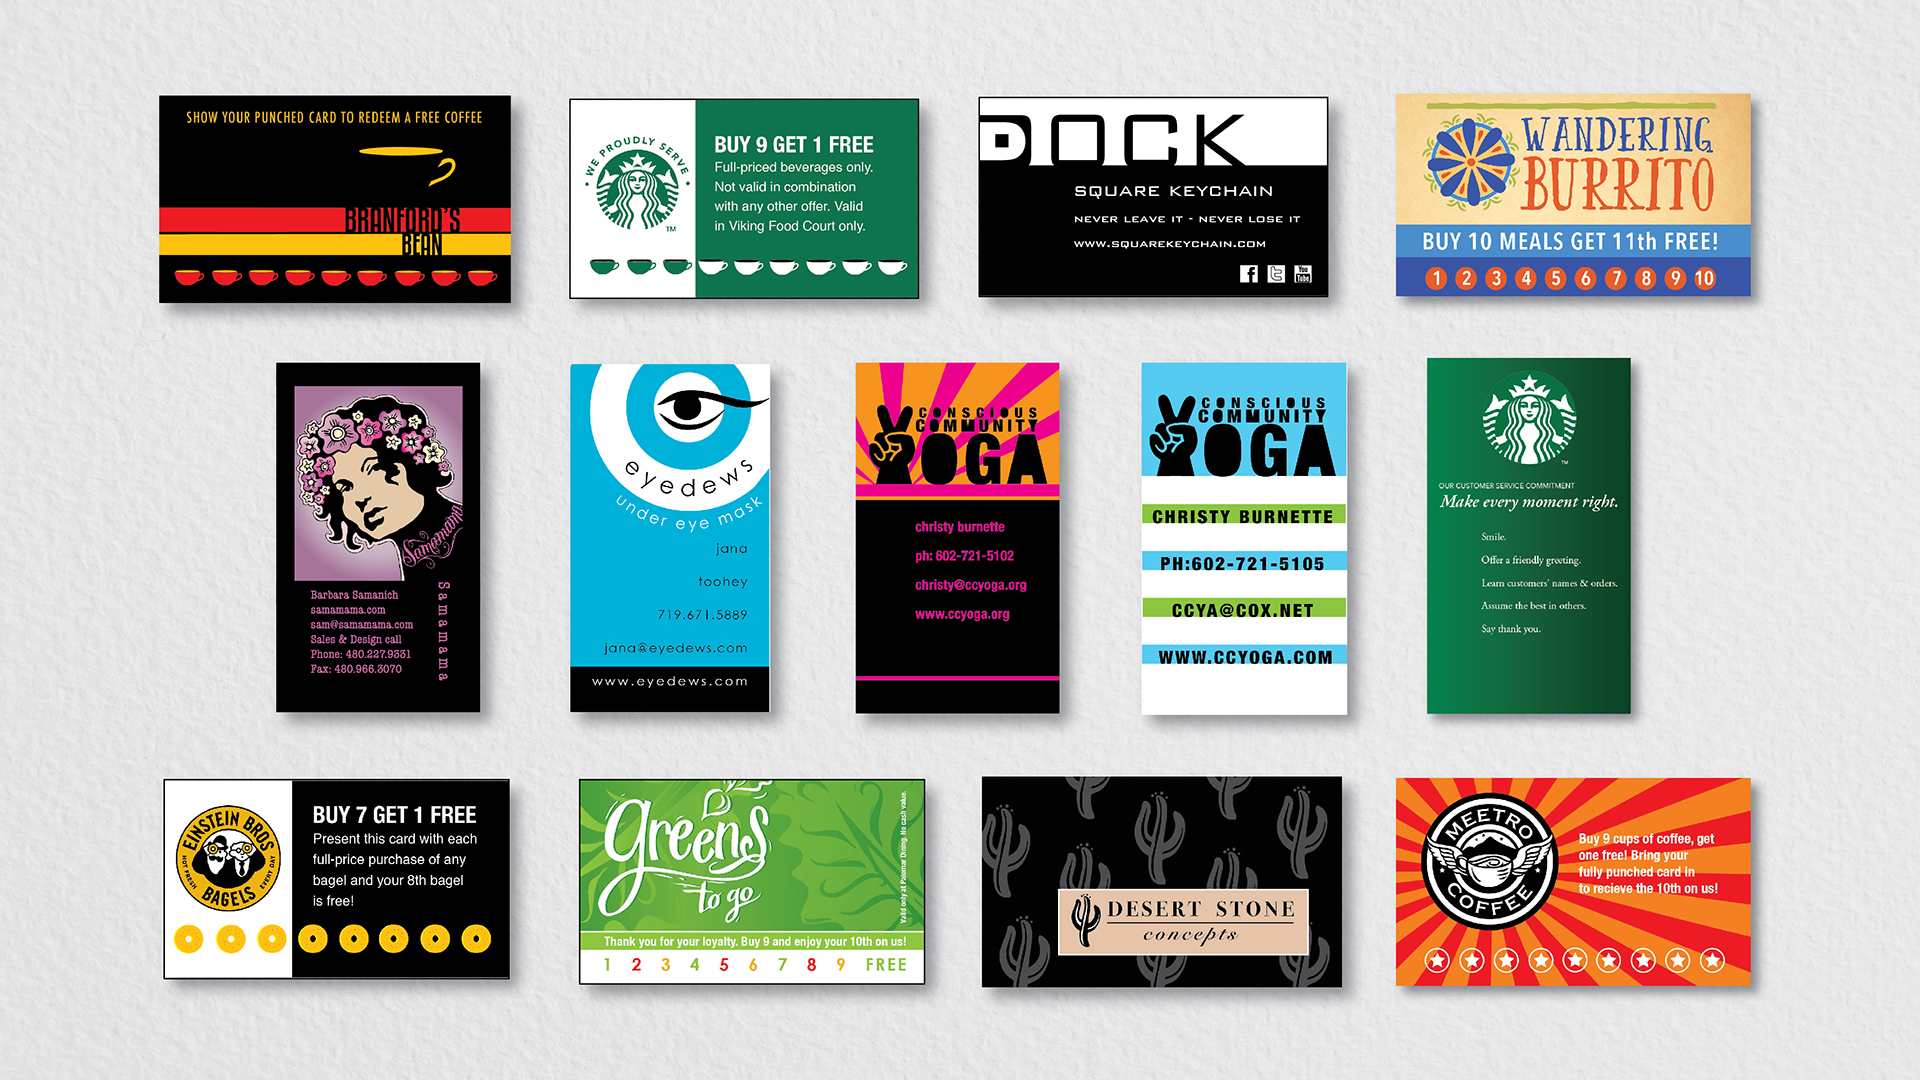 SHOW YOUR PUNCHED CARD TO REDEEM A FREE COFFEE
BRANFORD'S
BEAN
WE PROUDLY SERVE
TM
BUY 9 GET 1 FREE
Full-priced beverages only.
Not valid in combination
with any other offer. Valid
in Viking Food Court only.
DOCK
SQUARE KEYCHAIN
NEVER LEAVE IT - NEVER LOSE IT
WWW.SQUAREKEYCHAIN.COM
f t You Tube
WANDERING
BURRITO
BUY 10 MEALS GET 11th FREE!
1 2 3 4 5 6 7 8 9 10
Samamama
Barbara Samanich
samamama.com
sam@samamama.com
Sales & Design call
Phone: 480.227.9331
Fax: 480.966.3070
Samamama
eyedews
under eye mask
jana
toohey
719.671.5889
jana@eyedews.com
www.eyedews.com
CONSCIOUS
COMMUNITY
YOGA
christy burnette
ph: 602-721-5102
christy@ccyoga.org
www.ccyoga.org
CONSCIOUS
COMMUNITY
YOGA
CHRISTY BURNETTE
PH:602-721-5105
CCYA@COX.NET
WWW.CCYOGA.COM
TM
OUR CUSTOMER SERVICE COMMITMENT
Make every moment right.
Smile.
Offer a friendly greeting.
Learn customers' names & orders.
Assume the best in others.
Say thank you.
EINSTEIN BROS
HOT FRESH
EVERY DAY
BAGELS
BUY 7 GET 1 FREE
Present this card with each
full-price purchase of any
bagel and your 8th bagel
is free!
greens
to go
Valid only at Palomar Dining. No cash value.
Thank you for your loyalty. Buy 9 and enjoy your 10th on us!
1 2 3 4 5 6 7 8 9 FREE
DESERT STONE
concepts
MEETRO
COFFEE
Buy 9 cups of coffee, get
one free! Bring your
fully punched card in
to recieve the 10th on us!